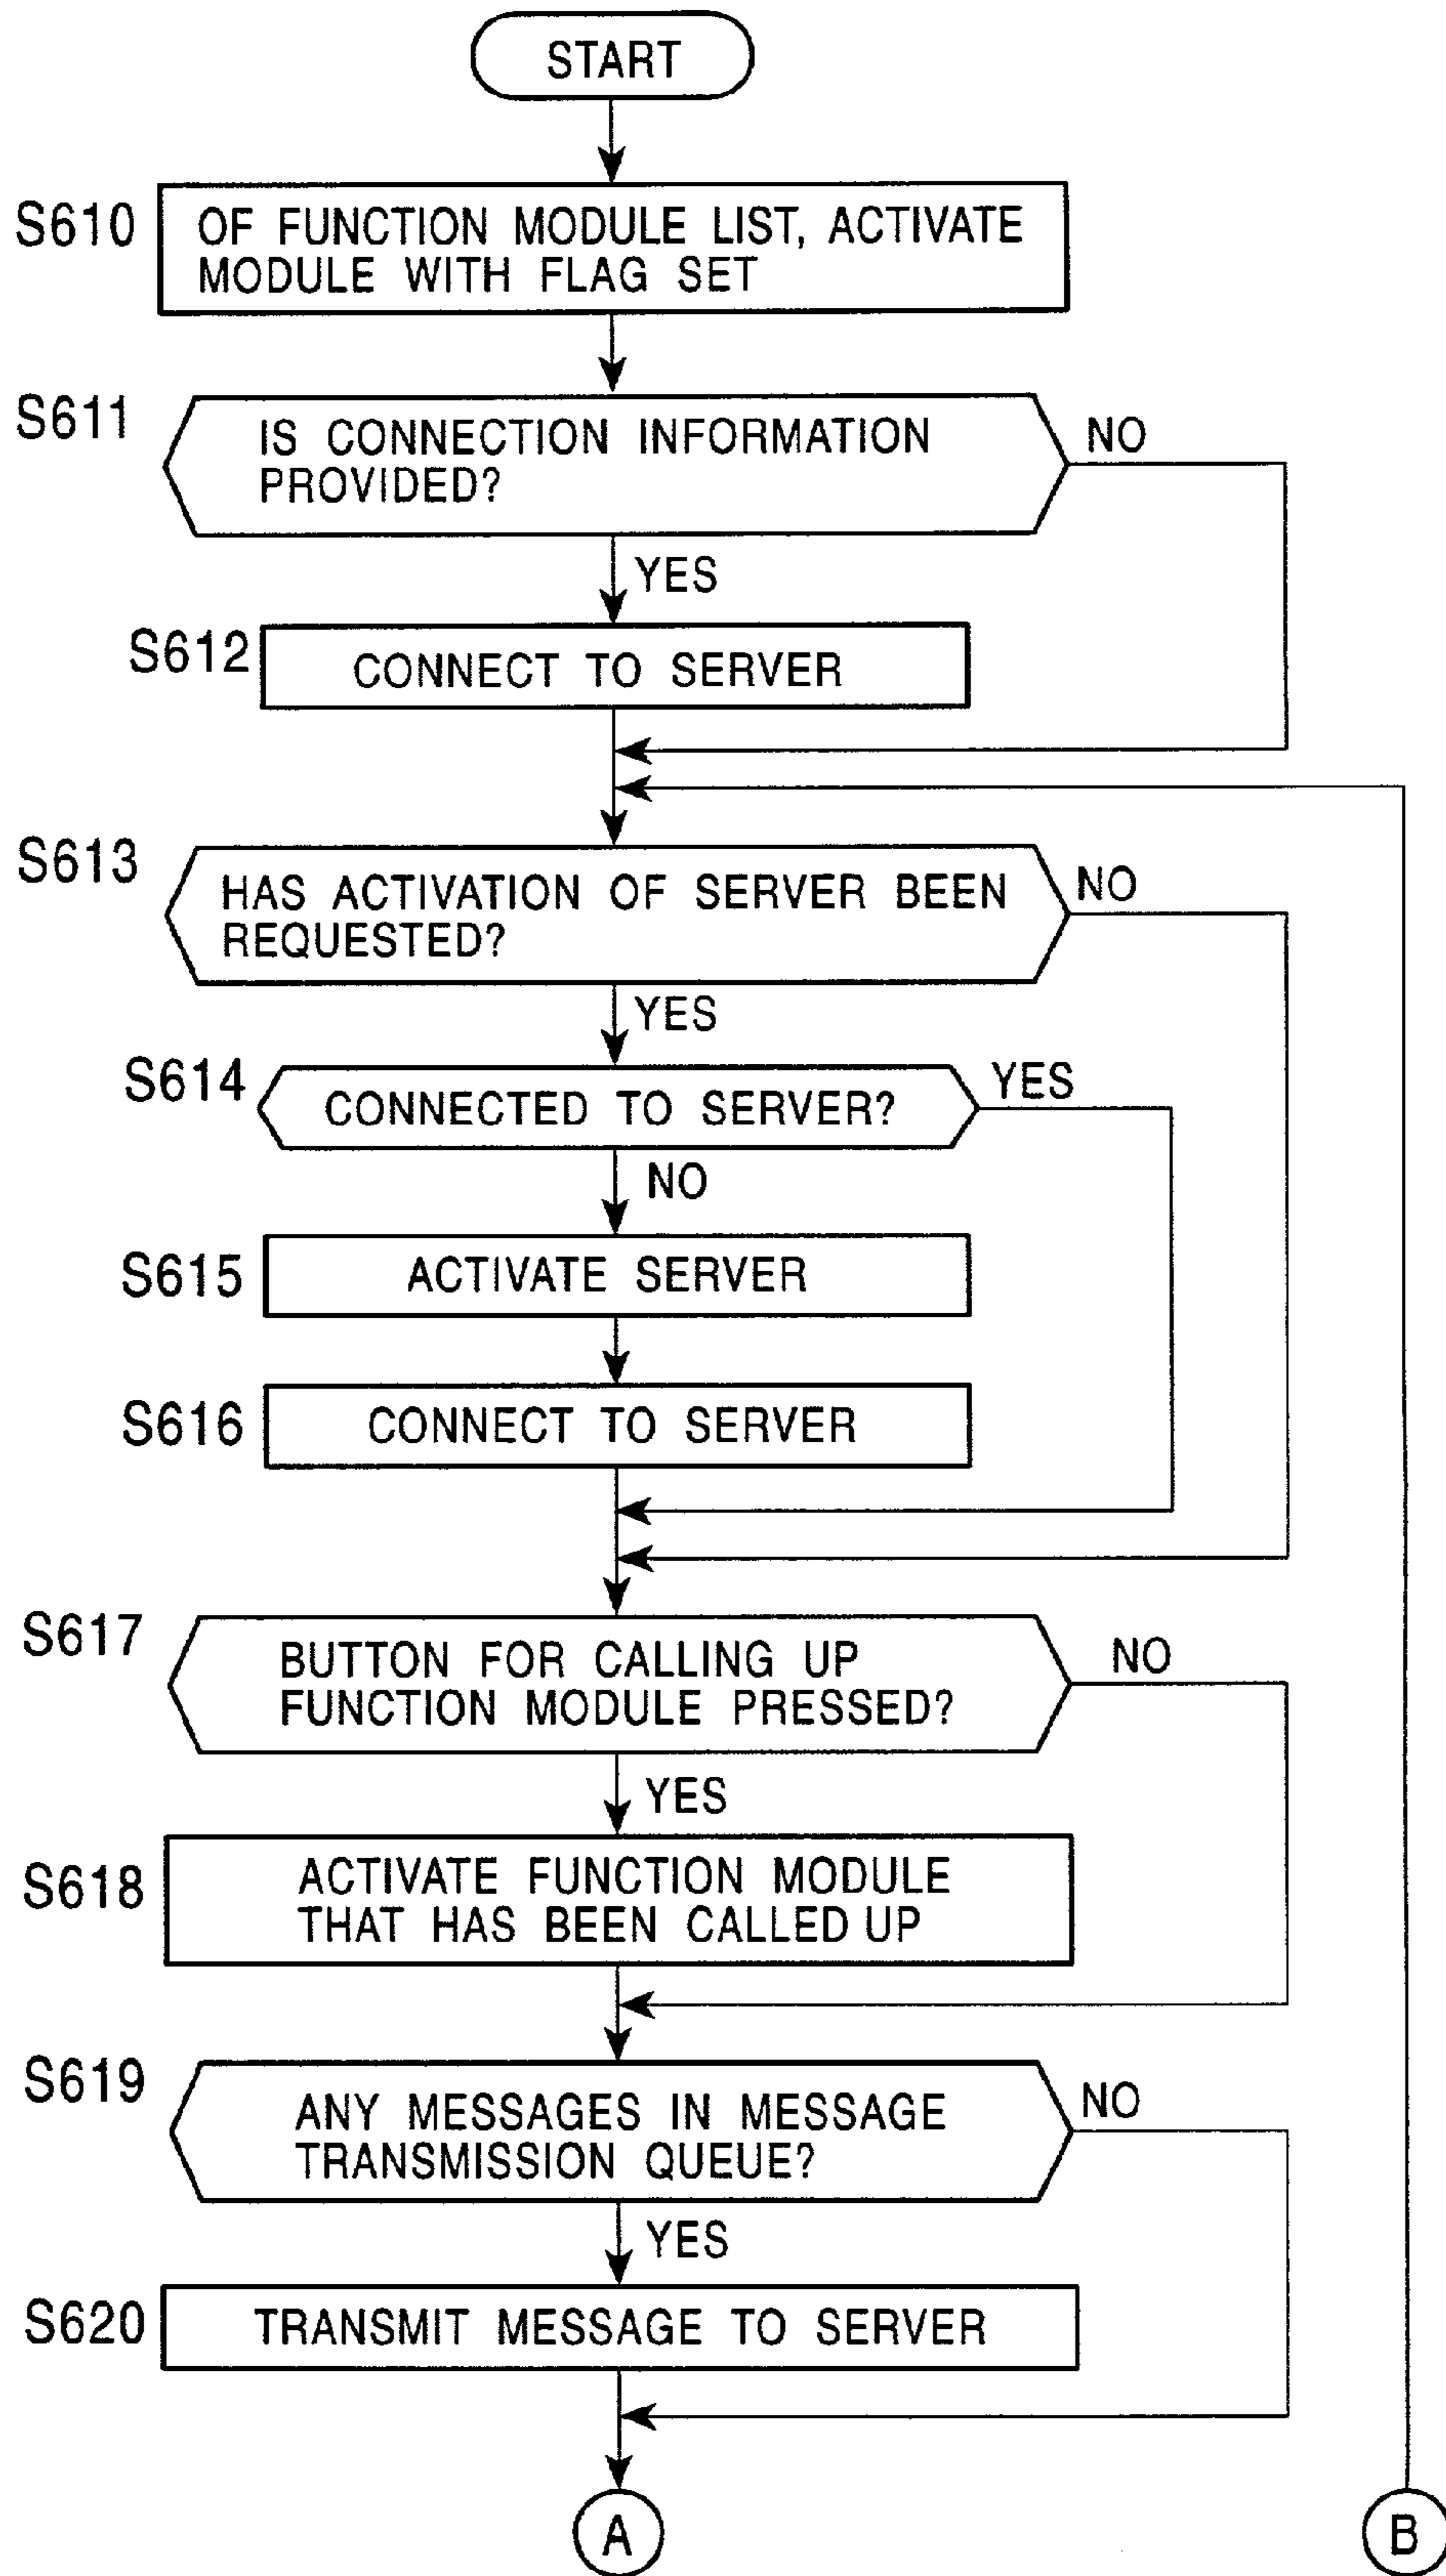 START
S610
OF FUNCTION MODULE LIST, ACTIVATE
MODULE WITH FLAG SET
S611
IS CONNECTION INFORMATION
PROVIDED?
NO
YES
S612
CONNECT TO SERVER
S613
HAS ACTIVATION OF SERVER BEEN
REQUESTED?
NO
YES
S614
CONNECTED TO SERVER?
YES
NO
S615
ACTIVATE SERVER
S616
CONNECT TO SERVER
S617
BUTTON FOR CALLING UP
FUNCTION MODULE PRESSED?
NO
YES
S618
ACTIVATE FUNCTION MODULE
THAT HAS BEEN CALLED UP
S619
ANY MESSAGES IN MESSAGE
TRANSMISSION QUEUE?
NO
YES
S620
TRANSMIT MESSAGE TO SERVER
A
B